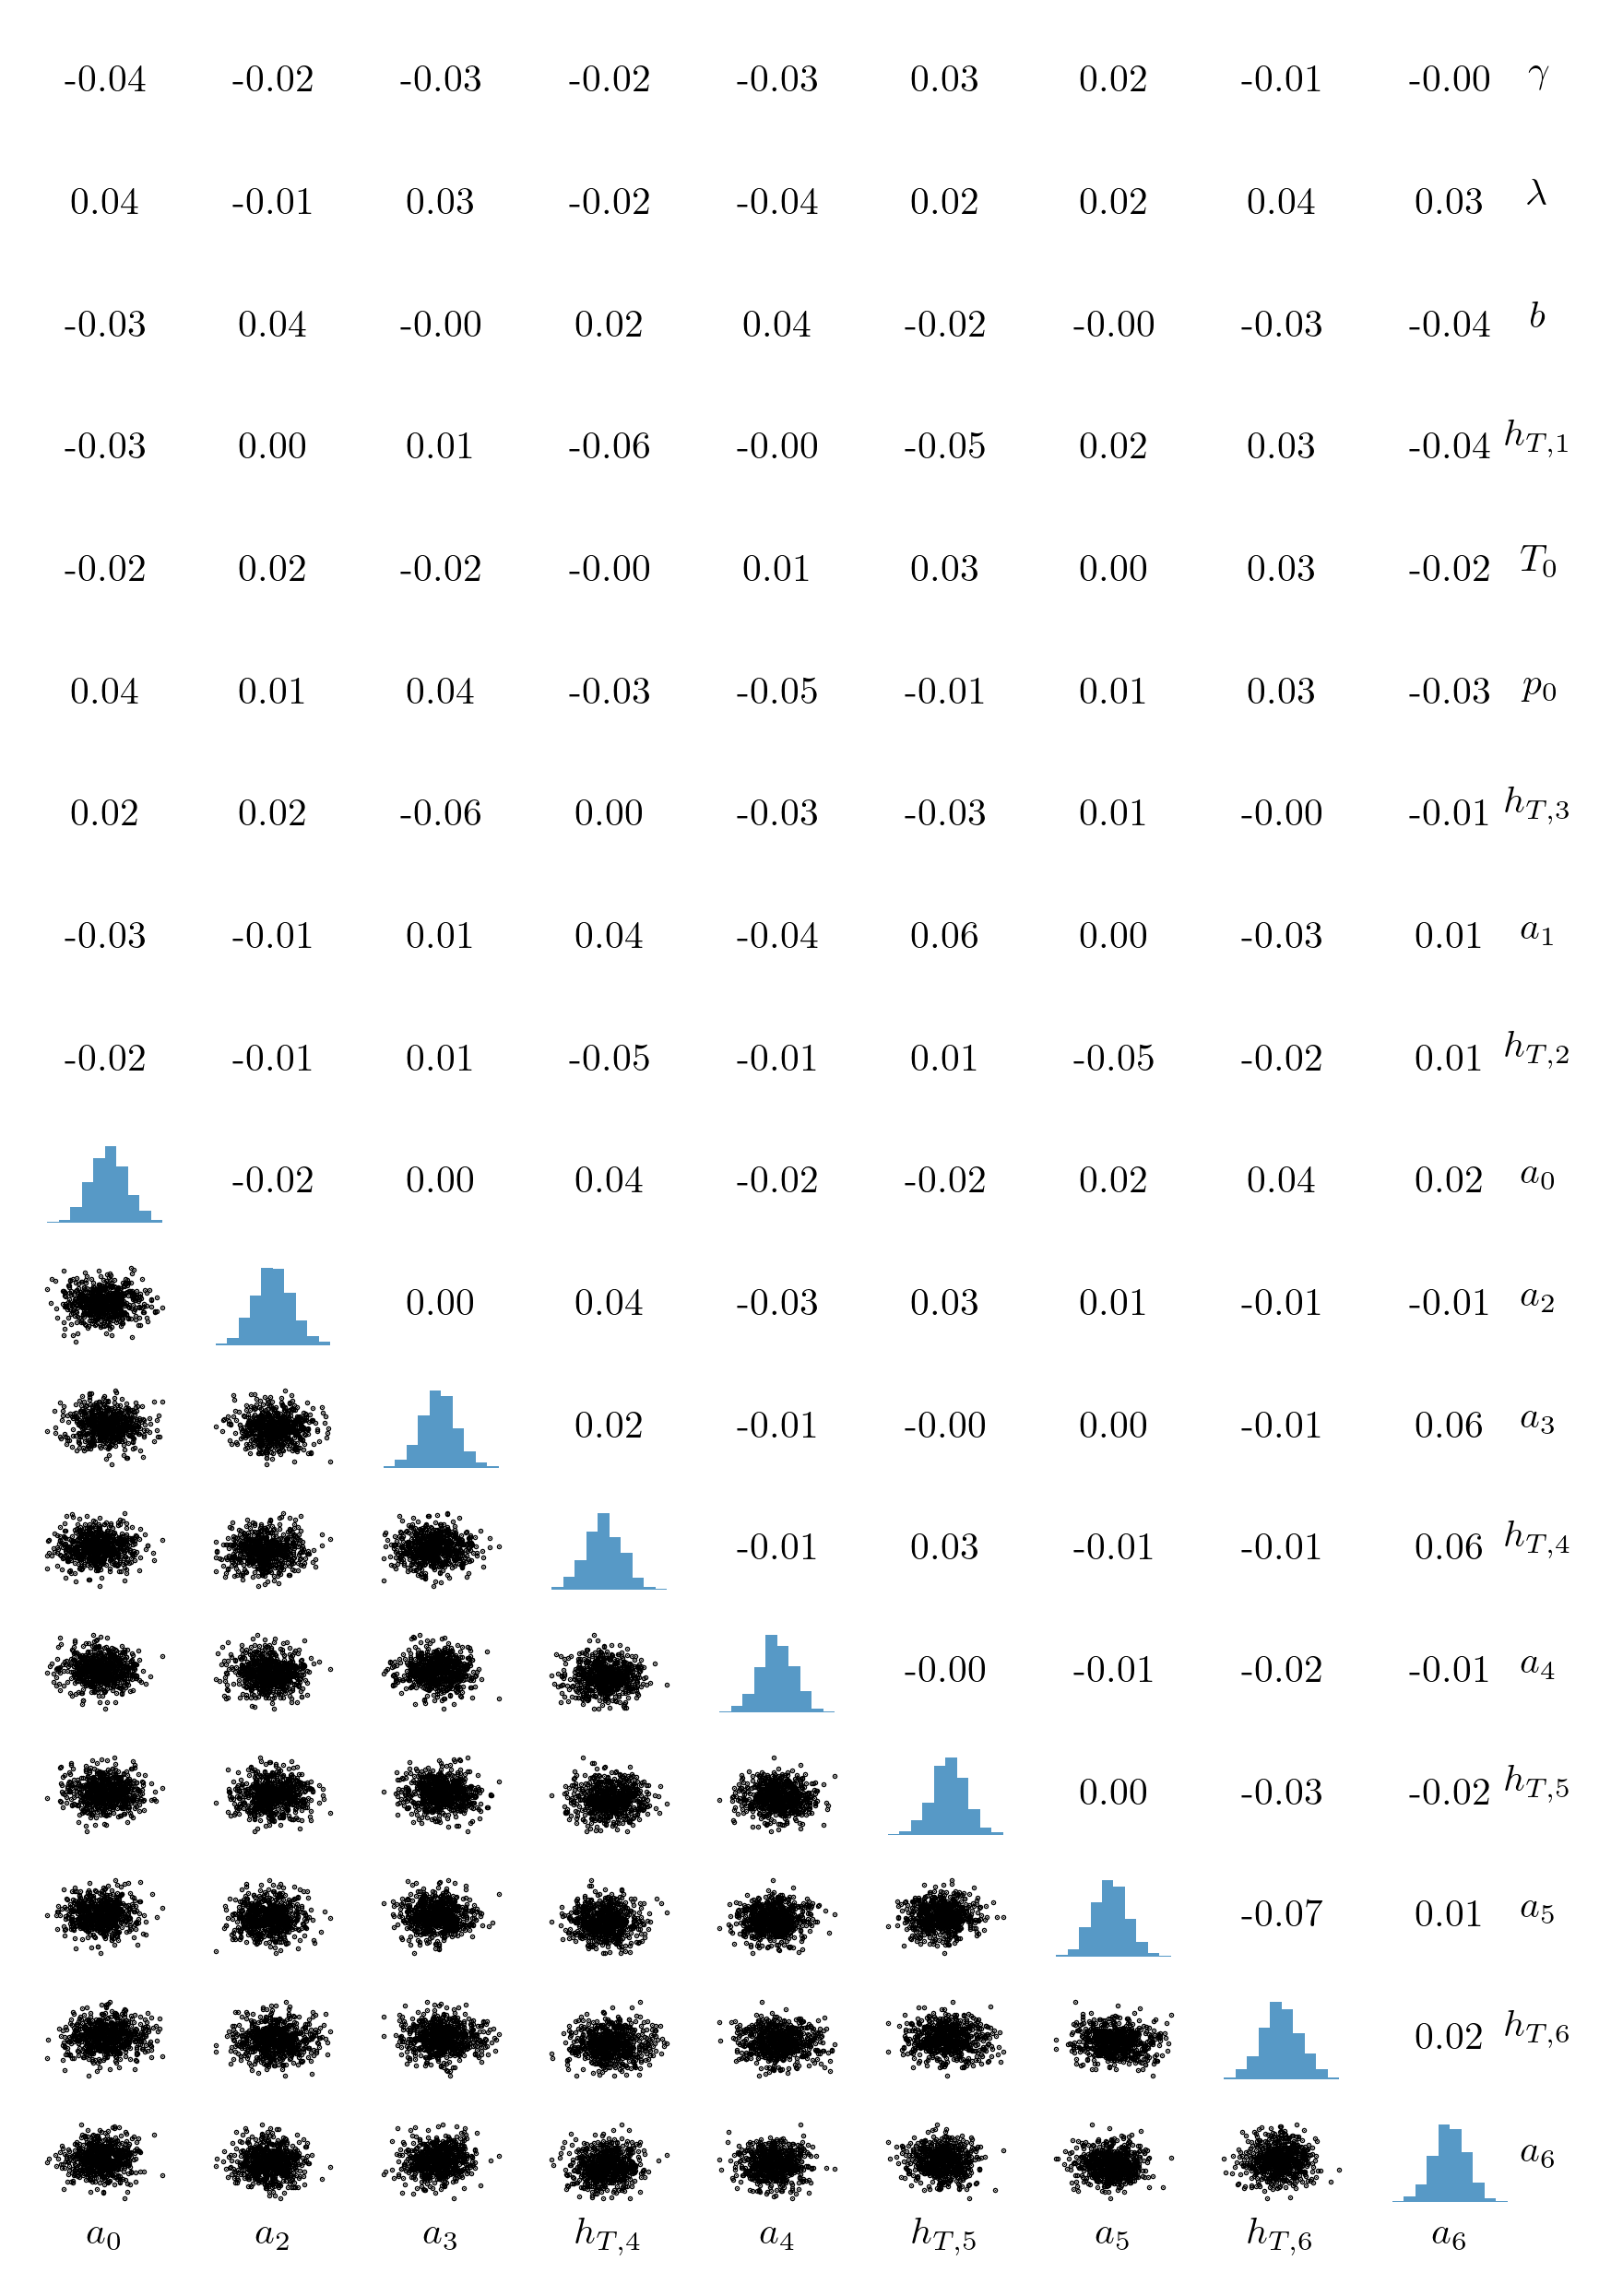 -0.04 -0.02 -0.03 -0.02 -0.03 0.03 0.02 -0.01 -0.00 γ
0.04 -0.01 0.03 -0.02 -0.04 0.02 0.02 0.04 0.03 λ
-0.03 0.04 -0.00 0.02 0.04 -0.02 -0.00 -0.03 -0.04 b
-0.03 0.00 0.01 -0.06 -0.00 -0.05 0.02 0.03 -0.04 h_{T,1}
-0.02 0.02 -0.02 -0.00 0.01 0.03 0.00 0.03 -0.02 T_0
0.04 0.01 0.04 -0.03 -0.05 -0.01 0.01 0.03 -0.03 p_0
0.02 0.02 -0.06 0.00 -0.03 -0.03 0.01 -0.00 -0.01 h_{T,3}
-0.03 -0.01 0.01 0.04 -0.04 0.06 0.00 -0.03 0.01 a_1
-0.02 -0.01 0.01 -0.05 -0.01 0.01 -0.05 -0.02 0.01 h_{T,2}
-0.02 0.00 0.04 -0.02 -0.02 0.02 0.04 0.02 a_0
0.00 0.04 -0.03 0.03 0.01 -0.01 -0.01 a_2
0.02 -0.01 -0.00 0.00 -0.01 0.06 a_3
-0.01 0.03 -0.01 -0.01 0.06 h_{T,4}
-0.00 -0.01 -0.02 -0.01 a_4
0.00 -0.03 -0.02 h_{T,5}
-0.07 0.01 a_5
0.02 h_{T,6}
a_6
a_0 a_2 a_3 h_{T,4} a_4 h_{T,5} a_5 h_{T,6} a_6